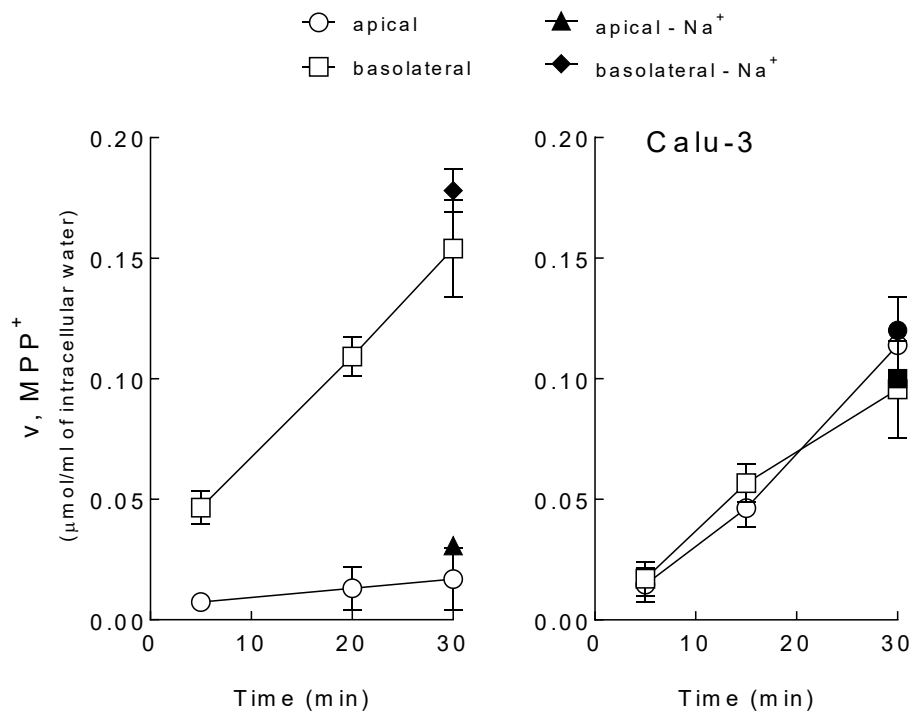 apical
apical - Na⁺
basolateral
basolateral - Na⁺
v, MPP⁺
(μmol/ml of intracellular water)
0.20
0.15
0.10
0.05
0.00
0 10 20 30
Time (min)
Calu-3
0.20
0.15
0.10
0.05
0.00
0 10 20 30
Time (min)